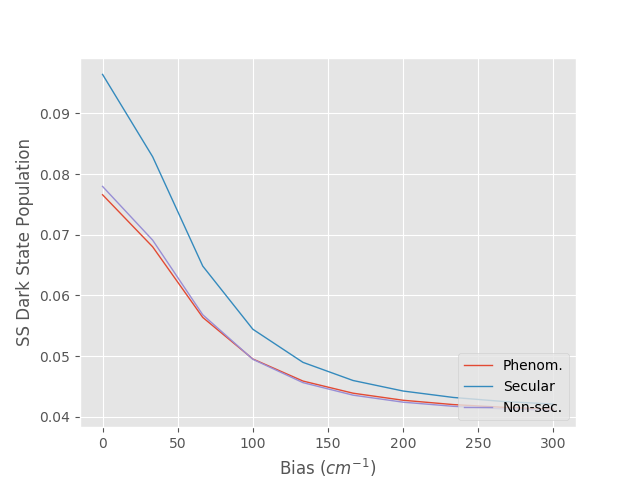 0.09
0.08
0.07
0.06
0.05
0.04
SS Dark State Population
0 50 100 150 200 250 300
Bias (cm⁻¹)
Phenom.
Secular
Non-sec.